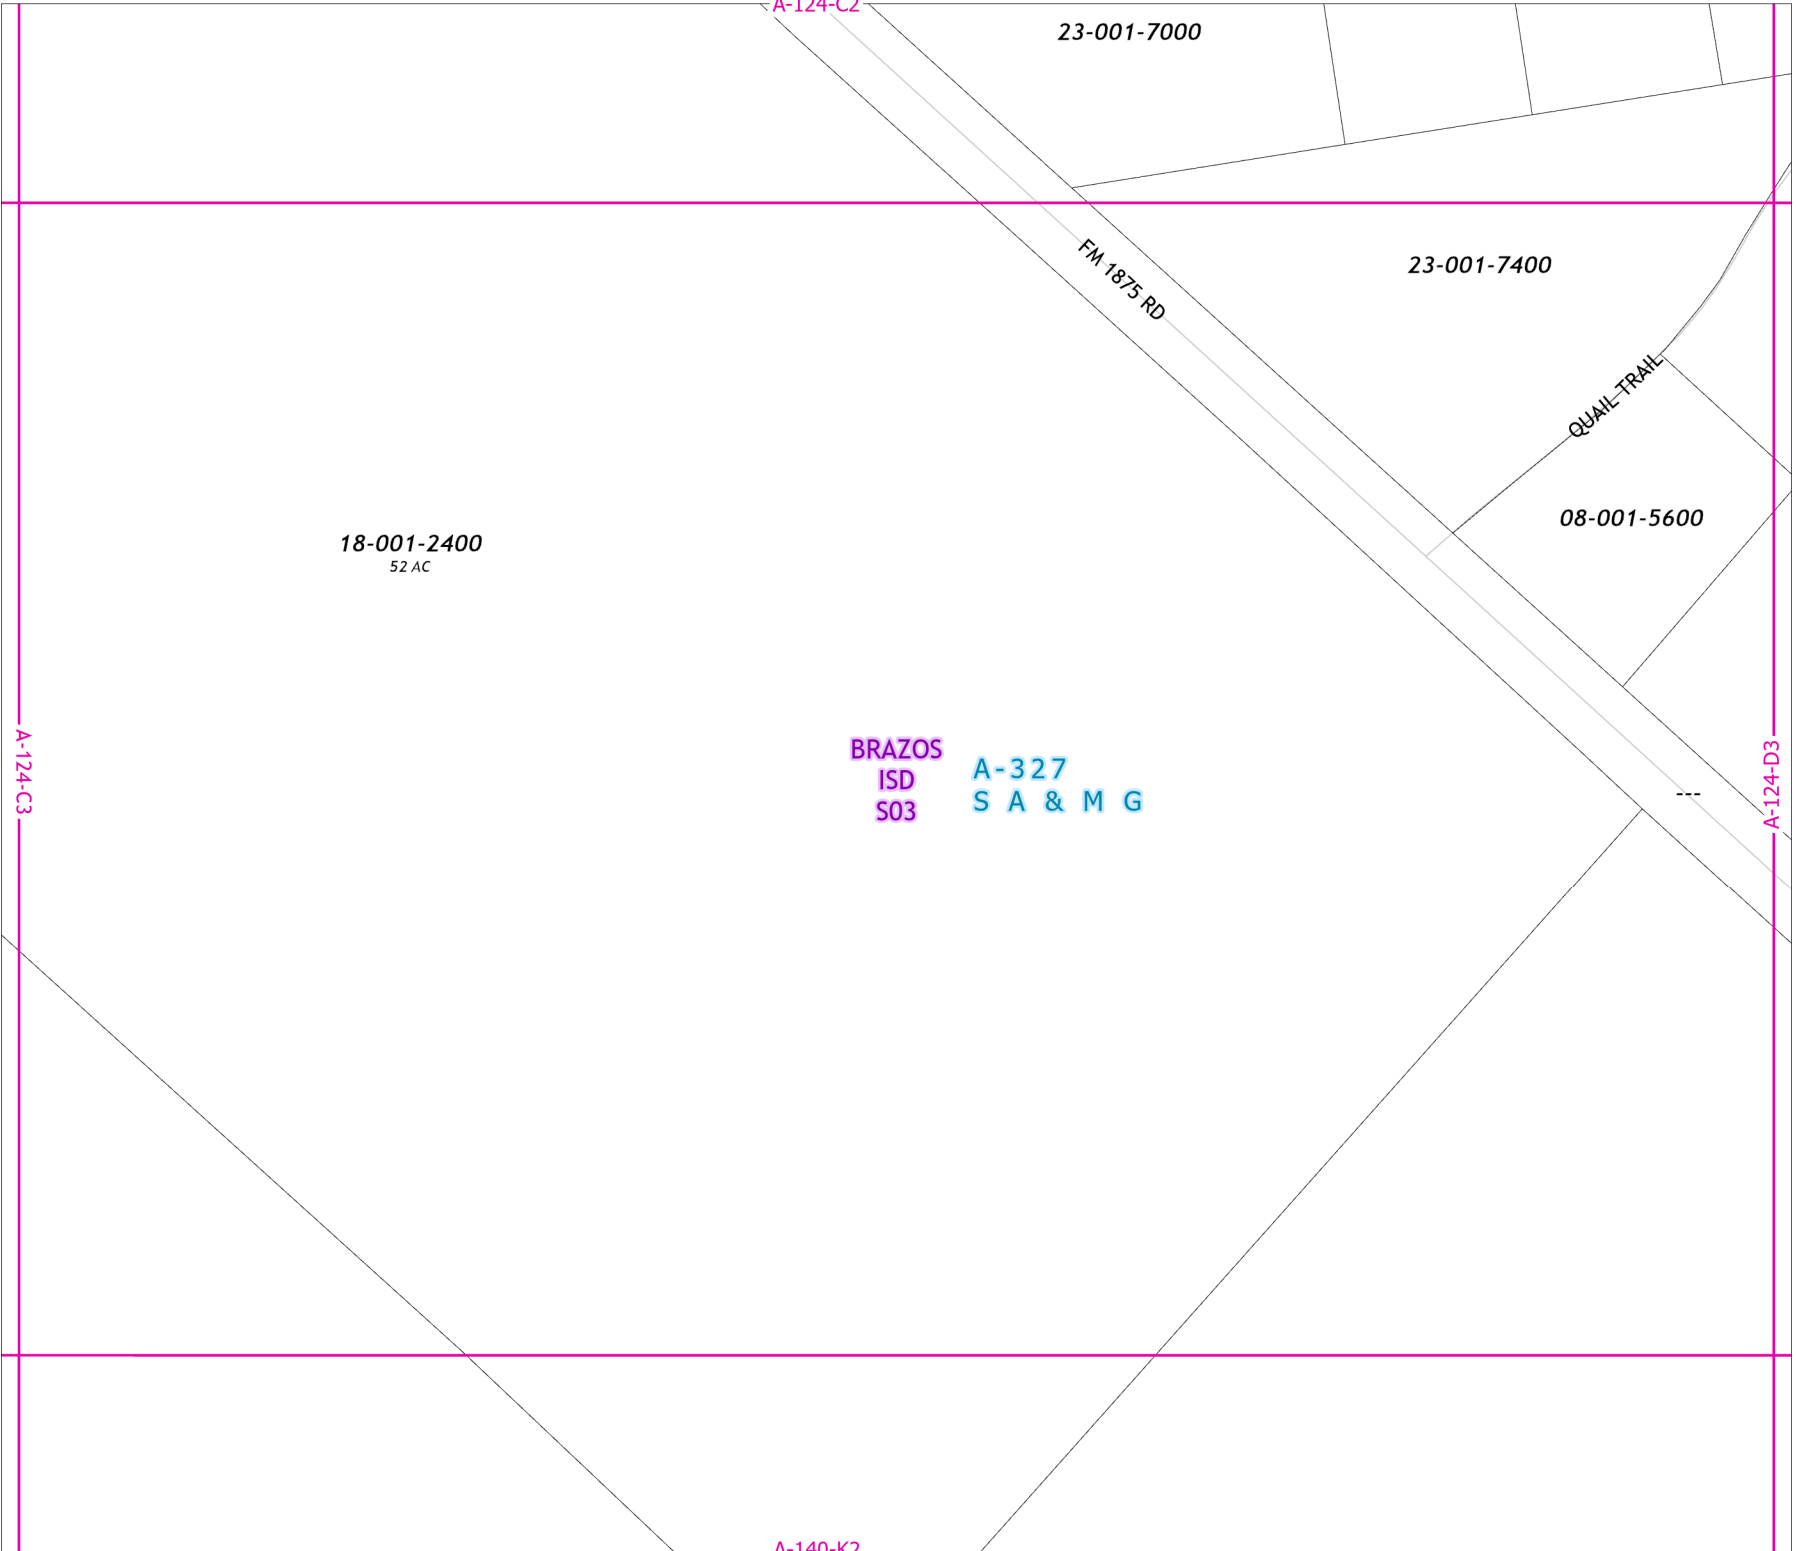 A-124-C2
23-001-7000
FM 1875 RD
23-001-7400
QUAIL TRAIL
08-001-5600
18-001-2400
52 AC
BRAZOS
ISD
S03
A-327
S A & M G
A-124-C3
A-124-D3
---
A-140-K2